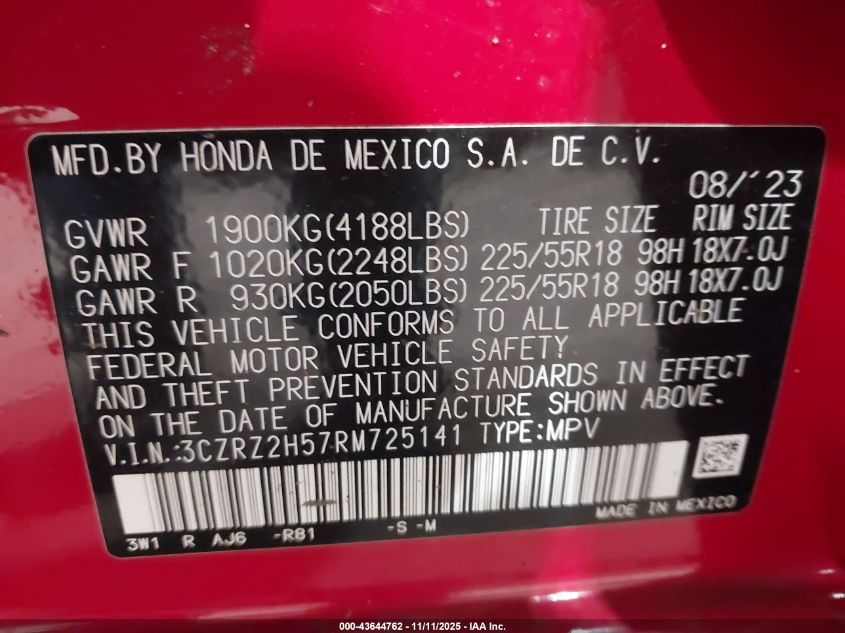 MFD.BY HONDA DE MEXICO S.A. DE C.V.
08/'23
GVWR 1900KG(4188LBS) TIRE SIZE RIM SIZE
GAWR F 1020KG(2248LBS) 225/55R18 98H 18X7.0J
GAWR R 930KG(2050LBS) 225/55R18 98H 18X7.0J
THIS VEHICLE CONFORMS TO ALL APPLICABLE
FEDERAL MOTOR VEHICLE SAFETY
AND THEFT PREVENTION STANDARDS IN EFFECT
ON THE DATE OF MANUFACTURE SHOWN ABOVE.
V.I.N.:3CZRZ2H57RM725141 TYPE:MPV
MADE IN MEXICO
3W1 R AJ6 -R81 -S -M
000-43644762 - 11/11/2025 - IAA Inc.